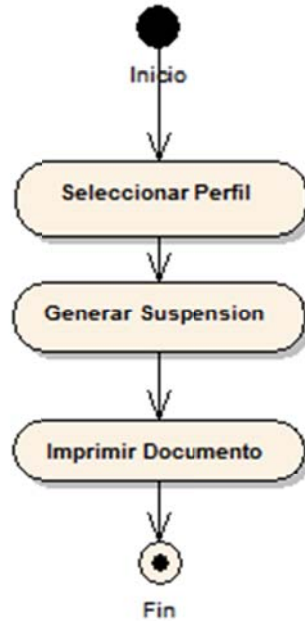 Inicio
Seleccionar Perfil
Generar Suspension
Imprimir Documento
Fin